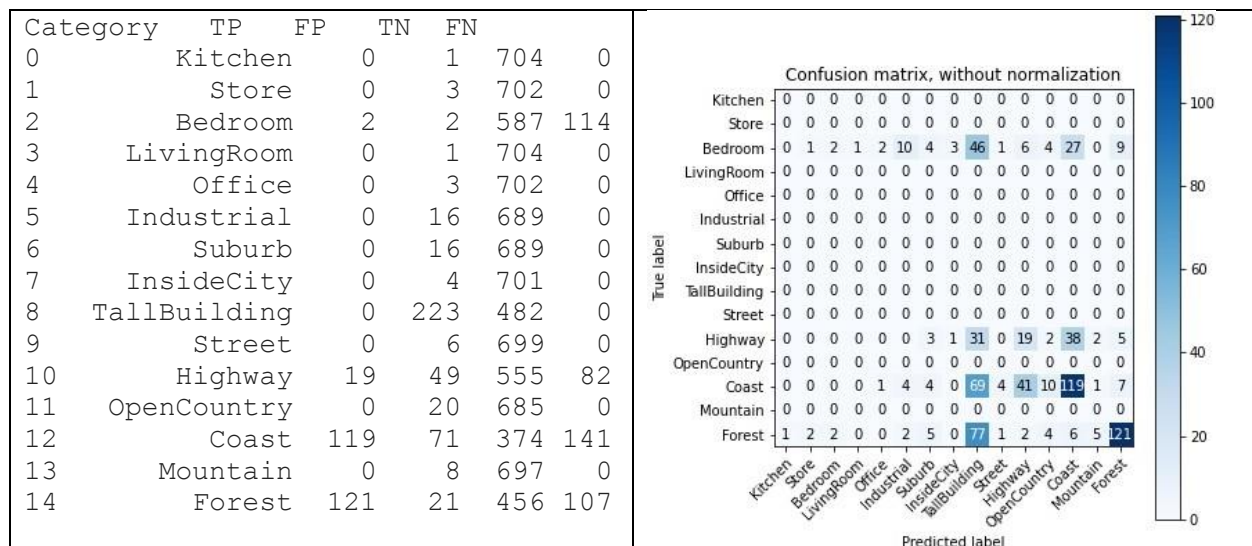 Category TP FP TN FN
0 Kitchen 0 1 704 0
1 Store 0 3 702 0
2 Bedroom 2 2 587 114
3 LivingRoom 0 1 704 0
4 Office 0 3 702 0
5 Industrial 0 16 689 0
6 Suburb 0 16 689 0
7 InsideCity 0 4 701 0
8 TallBuilding 0 223 482 0
9 Street 0 6 699 0
10 Highway 19 49 555 82
11 OpenCountry 0 20 685 0
12 Coast 119 71 374 141
13 Mountain 0 8 697 0
14 Forest 121 21 456 107
Confusion matrix, without normalization
True label
Kitchen 0 0 0 0 0 0 0 0 0 0 0 0 0 0 0
Store 0 0 0 0 0 0 0 0 0 0 0 0 0 0 0
Bedroom 0 1 2 1 2 10 4 3 46 1 6 4 27 0 9
LivingRoom 0 0 0 0 0 0 0 0 0 0 0 0 0 0 0
Office 0 0 0 0 0 0 0 0 0 0 0 0 0 0 0
Industrial 0 0 0 0 0 0 0 0 0 0 0 0 0 0 0
Suburb 0 0 0 0 0 0 0 0 0 0 0 0 0 0 0
InsideCity 0 0 0 0 0 0 0 0 0 0 0 0 0 0 0
TallBuilding 0 0 0 0 0 0 0 0 0 0 0 0 0 0 0
Street 0 0 0 0 0 0 0 0 0 0 0 0 0 0 0
Highway 0 0 0 0 0 0 3 1 31 0 19 2 38 2 5
OpenCountry 0 0 0 0 0 0 0 0 0 0 0 0 0 0 0
Coast 0 0 0 0 1 4 4 0 69 4 41 10 119 1 7
Mountain 0 0 0 0 0 0 0 0 0 0 0 0 0 0 0
Forest 1 2 2 0 0 2 5 0 77 1 2 4 6 5 121
Kitchen
Store
Bedroom
LivingRoom
Office
Industrial
Suburb
InsideCity
TallBuilding
Street
Highway
OpenCountry
Coast
Mountain
Forest
Predicted label
120
100
80
60
40
20
0